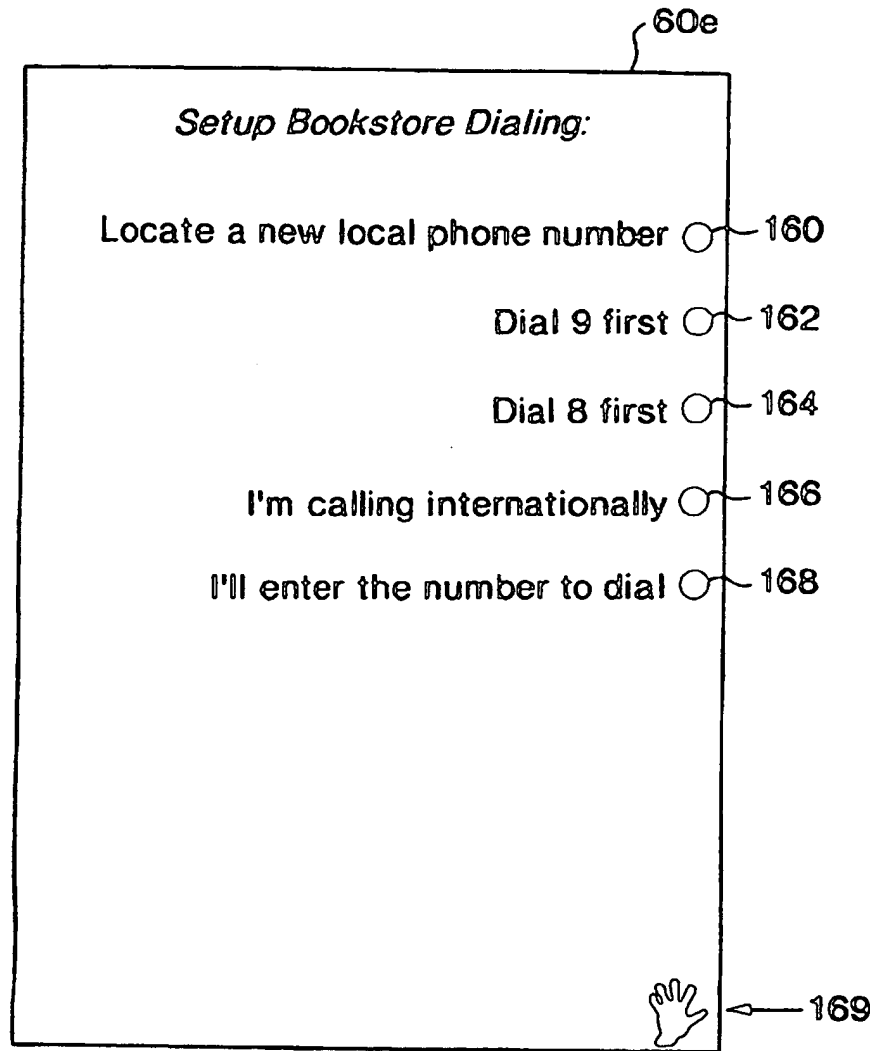 60e
Setup Bookstore Dialing:
Locate a new local phone number 160
Dial 9 first 162
Dial 8 first 164
I'm calling internationally 166
I'll enter the number to dial 168
169